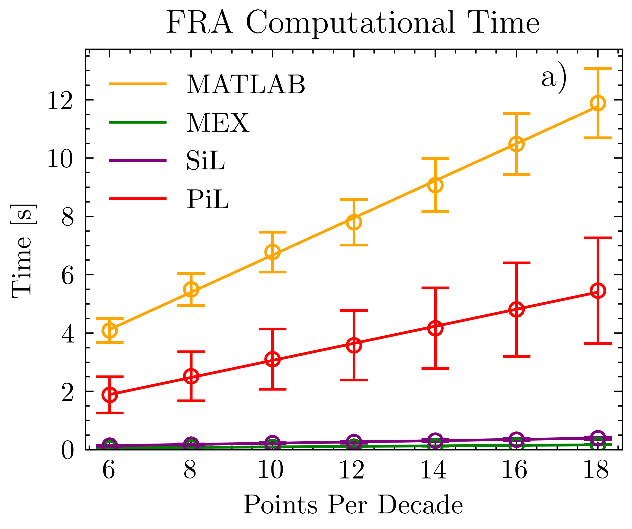 FRA Computational Time
a)
MATLAB
MEX
SiL
PiL
Time [s]
12
10
8
6
4
2
0
6 8 10 12 14 16 18
Points Per Decade